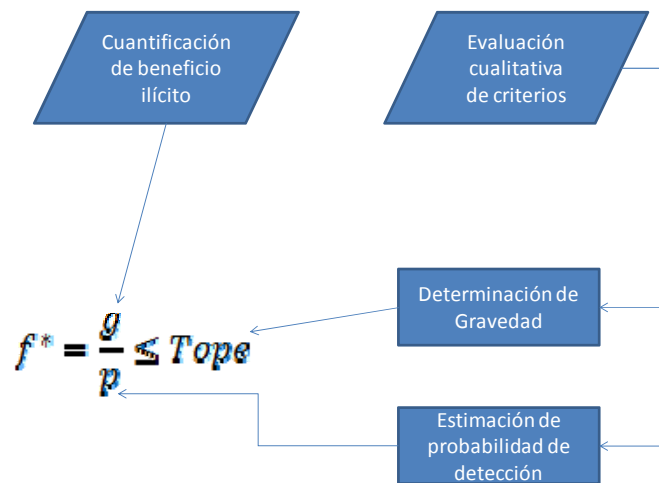 Cuantificación
de beneficio
ilícito
Evaluación
cualitativa
de criterios
Determinación de
Gravedad
f* = g/p ≤ Tope
Estimación de
probabilidad de
detección